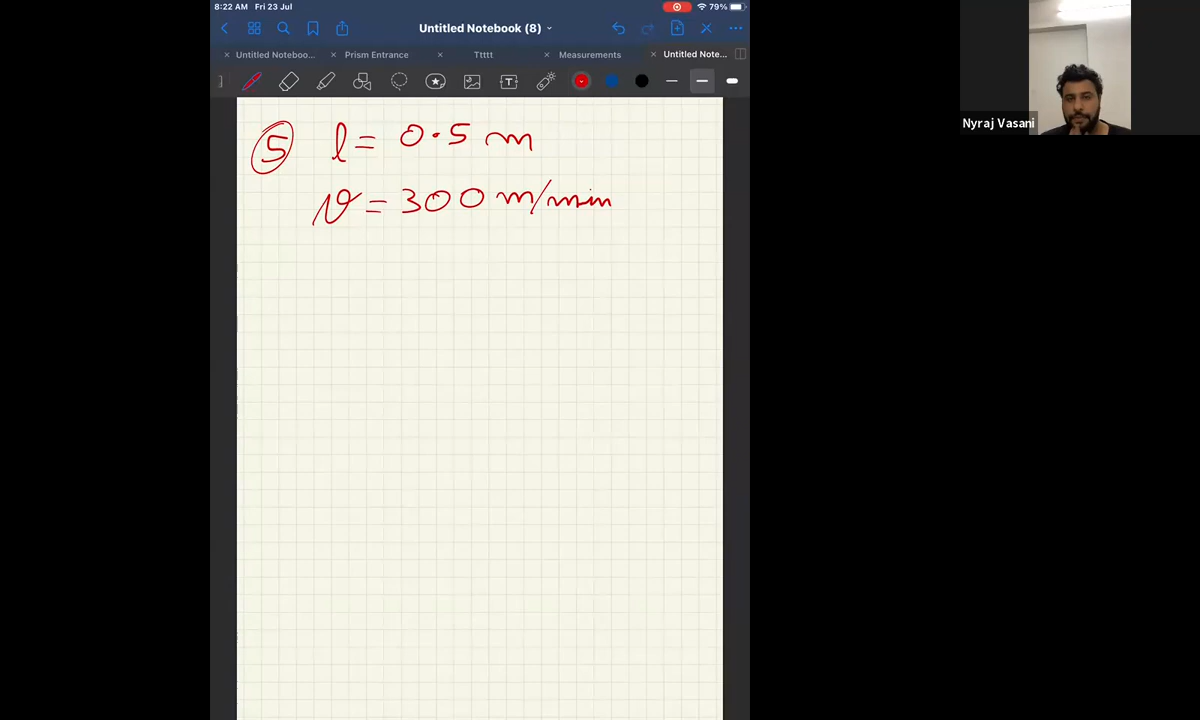 8:22 AM Fri 23 Jul
79%
Untitled Notebook (8)
Untitled Noteboo...
Prism Entrance
Ttttt
Measurements
Untitled Note...
T
Nyraj Vasani
5 l = 0.5 m
v = 300 m/min